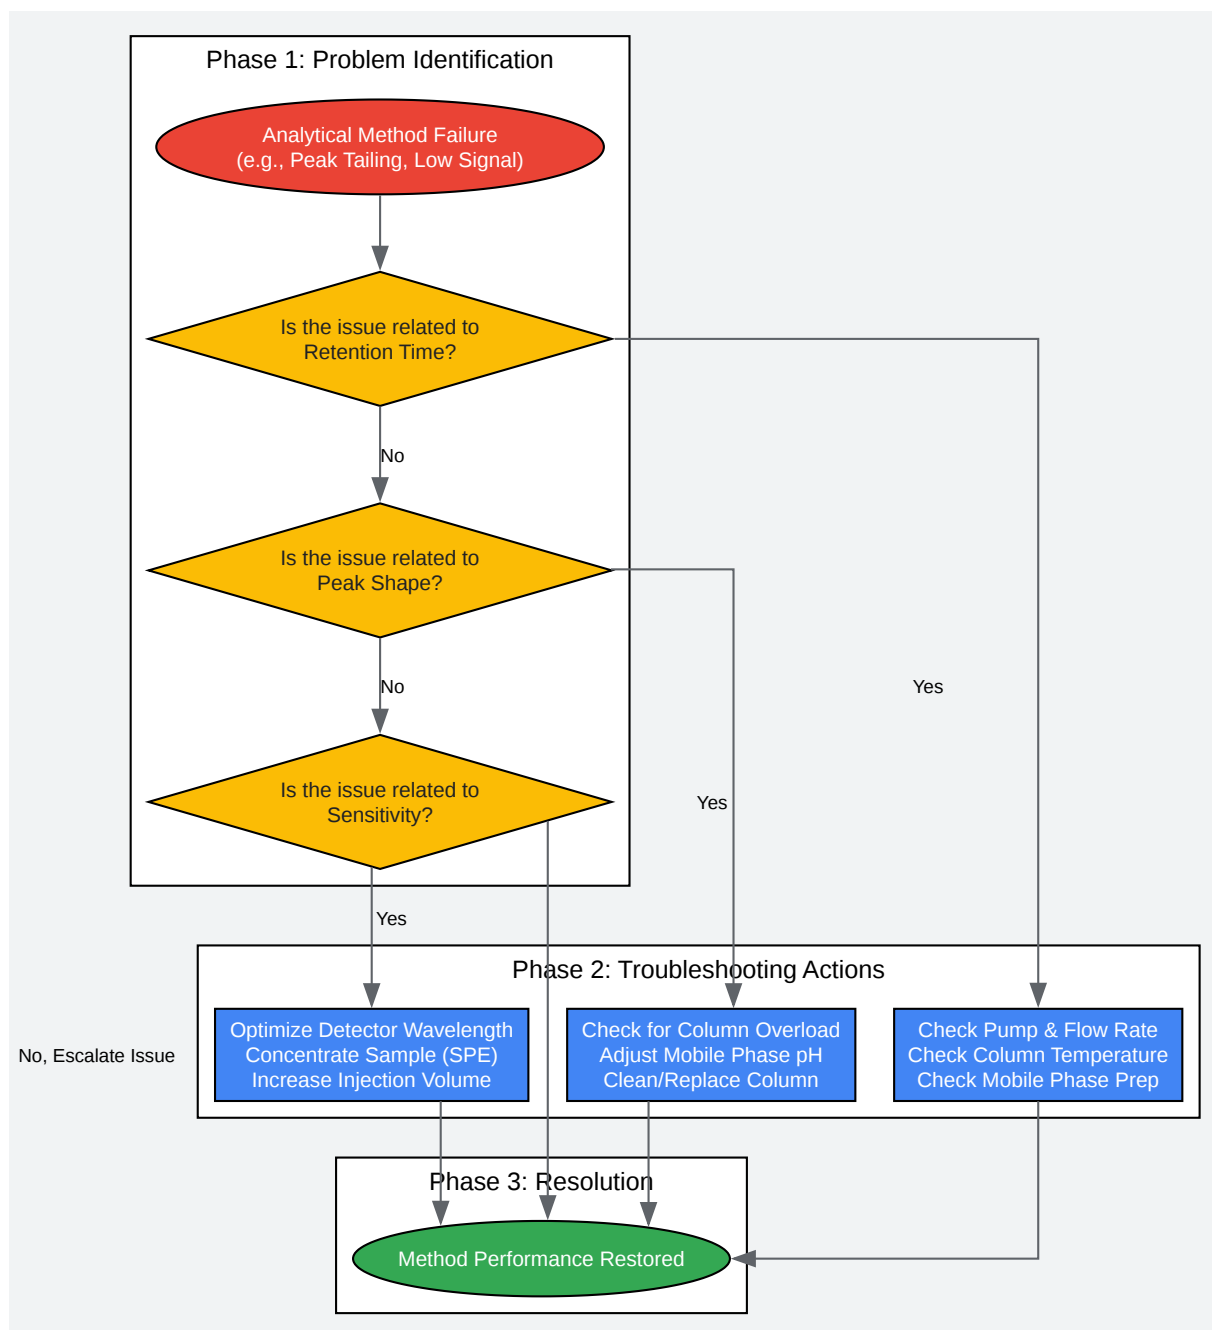 Phase 1: Problem Identification
Analytical Method Failure
(e.g., Peak Tailing, Low Signal)
Is the issue related to
Retention Time?
No
Is the issue related to
Peak Shape?
No
Yes
Is the issue related to
Sensitivity?
Yes
Yes
Phase 2: Troubleshooting Actions
Optimize Detector Wavelength
Concentrate Sample (SPE)
Increase Injection Volume
Check for Column Overload
Adjust Mobile Phase pH
Clean/Replace Column
Check Pump & Flow Rate
Check Column Temperature
Check Mobile Phase Prep
No, Escalate Issue
Phase 3: Resolution
Method Performance Restored